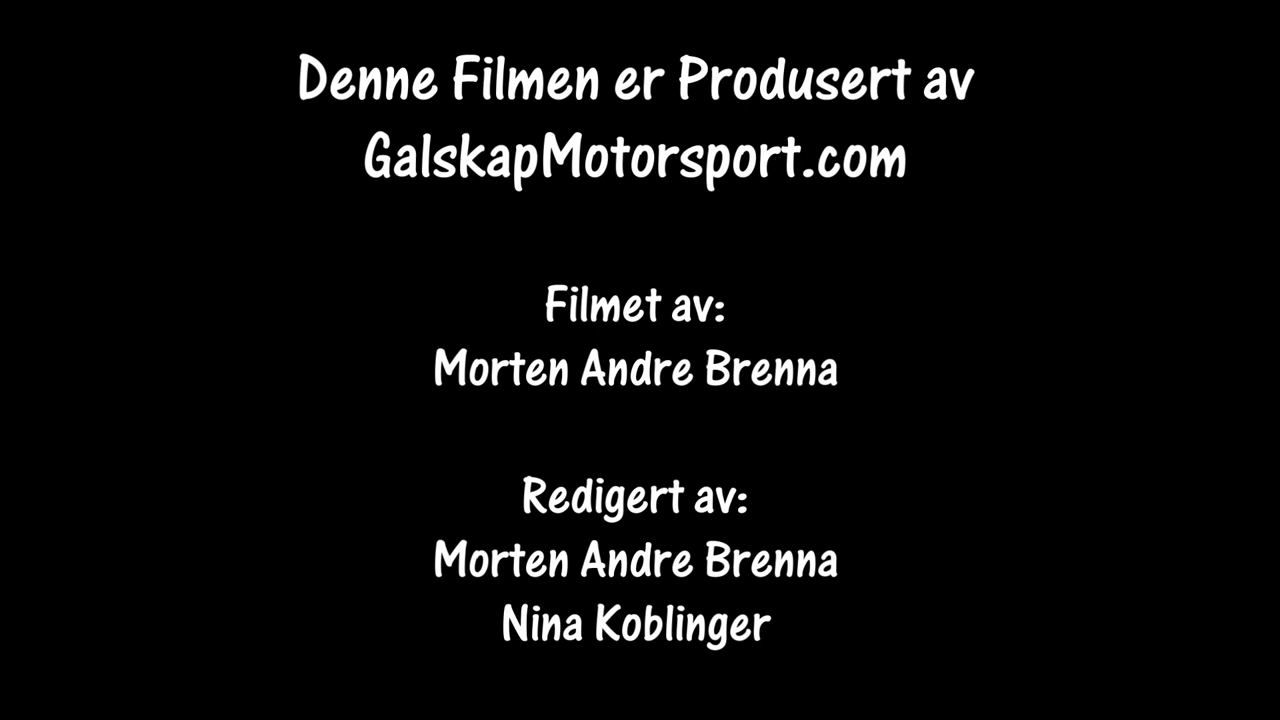 Denne Filmen er Produsert av
GalskapMotorsport.com
Filmet av:
Morten Andre Brenna
Redigert av:
Morten Andre Brenna
Nina Koblinger